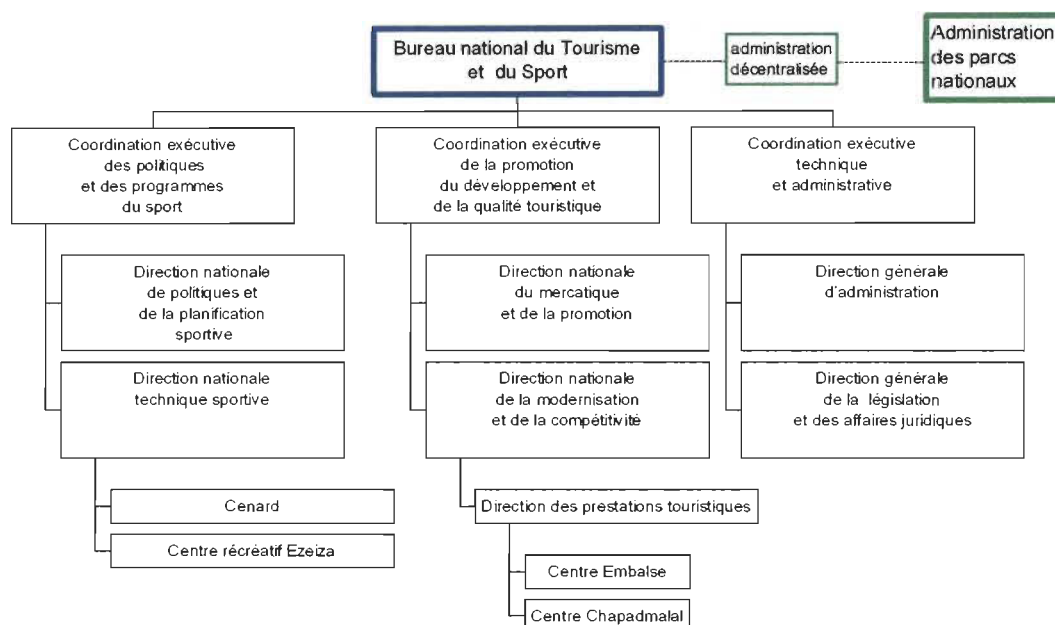 Bureau national du Tourisme
et du Sport
administration
décentralisée
Administration
des parcs
nationaux
Coordination exécutive
des politiques
et des programmes
du sport
Coordination exécutive
de la promotion
du développement et
de la qualité touristique
Coordination exécutive
technique
et administrative
Direction nationale
de politiques et
de la planification
sportive
Direction nationale
du mercatique
et de la promotion
Direction générale
d'administration
Direction nationale
technique sportive
Direction nationale
de la modernisation
et de la compétitivité
Direction générale
de la législation
et des affaires juridiques
Cenard
Centre récréatif Ezeiza
Direction des prestations touristiques
Centre Embalse
Centre Chapadmalal